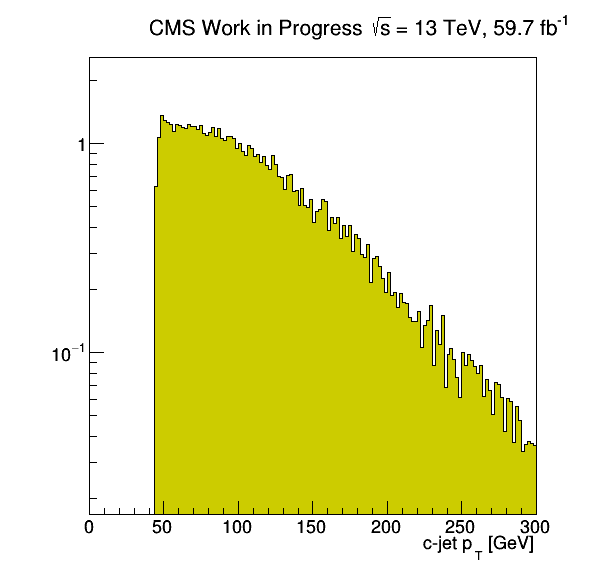 CMS Work in Progress √s = 13 TeV, 59.7 fb⁻¹
1
10⁻¹
0 50 100 150 200 250 300
c-jet p_T [GeV]